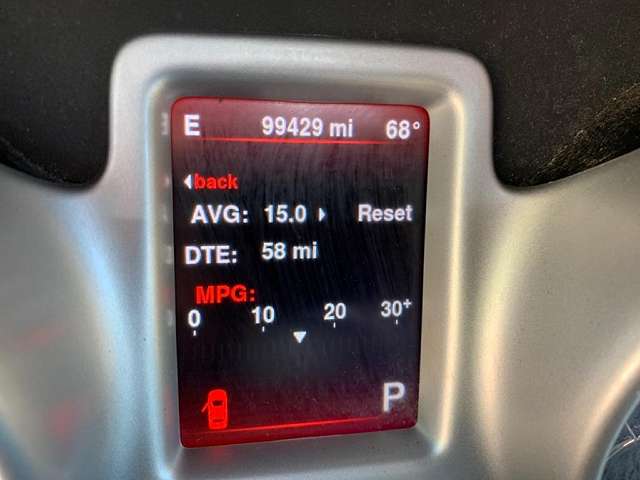 E 99429 mi 68°
back
AVG: 15.0 Reset
DTE: 58 mi
MPG:
0 10 20 30+
P